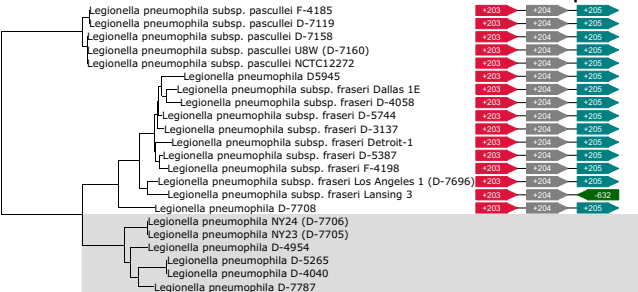 Legionella pneumophila subsp. pascullei F-4185 +203 +204 +205
Legionella pneumophila subsp. pascullei D-7119 +203 +204 +205
Legionella pneumophila subsp. pascullei D-7158 +203 +204 +205
Legionella pneumophila subsp. pascullei U8W (D-7160) +203 +204 +205
Legionella pneumophila subsp. pascullei NCTC12272 +203 +204 +205
Legionella pneumophila D5945 +203 +204 +205
Legionella pneumophila subsp. fraseri Dallas 1E +203 +204 +205
Legionella pneumophila subsp. fraseri D-4058 +203 +204 +205
Legionella pneumophila subsp. fraseri D-5744 +203 +204 +205
Legionella pneumophila subsp. fraseri D-3137 +203 +204 +205
Legionella pneumophila subsp. fraseri Detroit-1 +203 +204 +205
Legionella pneumophila subsp. fraseri D-5387 +203 +204 +205
Legionella pneumophila subsp. fraseri F-4198 +203 +204 +205
Legionella pneumophila subsp. fraseri Los Angeles 1 (D-7696) +203 +204 +205
Legionella pneumophila subsp. fraseri Lansing 3 +203 +204 -632
Legionella pneumophila D-7708 +203 +204 +205
Legionella pneumophila NY24 (D-7706)
Legionella pneumophila NY23 (D-7705)
Legionella pneumophila D-4954
Legionella pneumophila D-5265
Legionella pneumophila D-4040
Legionella pneumophila D-7787